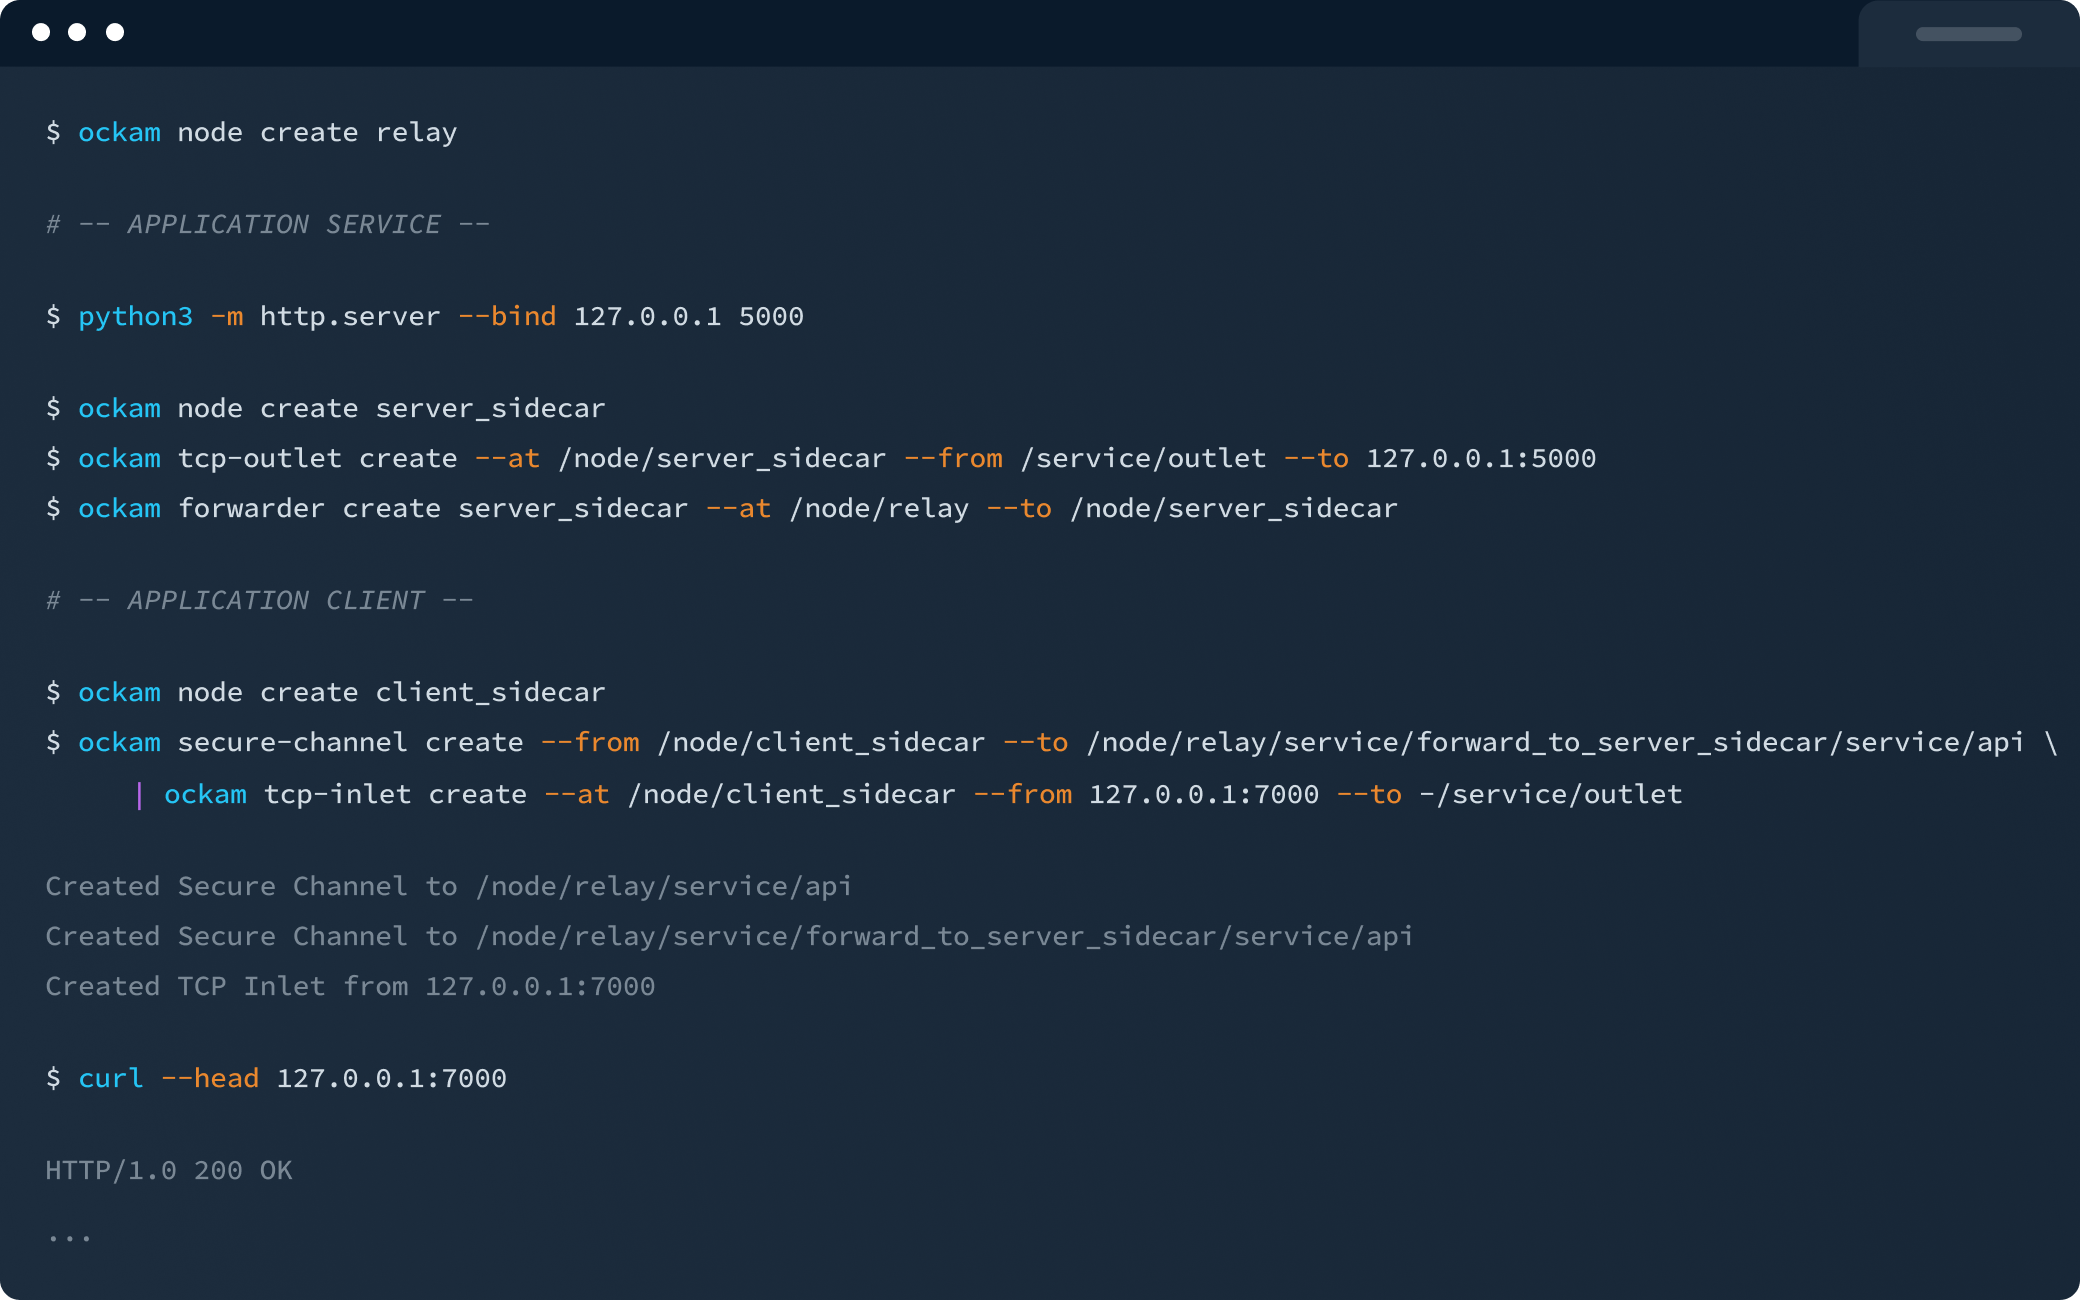 $ ockam node create relay
# -- APPLICATION SERVICE --
$ python3 -m http.server --bind 127.0.0.1 5000
$ ockam node create server_sidecar
$ ockam tcp-outlet create --at /node/server_sidecar --from /service/outlet --to 127.0.0.1:5000
$ ockam forwarder create server_sidecar --at /node/relay --to /node/server_sidecar
# -- APPLICATION CLIENT --
$ ockam node create client_sidecar
$ ockam secure-channel create --from /node/client_sidecar --to /node/relay/service/forward_to_server_sidecar/service/api \
| ockam tcp-inlet create --at /node/client_sidecar --from 127.0.0.1:7000 --to -/service/outlet
Created Secure Channel to /node/relay/service/api
Created Secure Channel to /node/relay/service/forward_to_server_sidecar/service/api
Created TCP Inlet from 127.0.0.1:7000
$ curl --head 127.0.0.1:7000
HTTP/1.0 200 OK
...